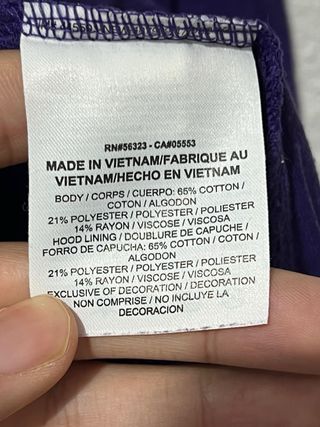 RN#56323 - CA#05553
MADE IN VIETNAM/FABRIQUE AU
VIETNAM/HECHO EN VIETNAM
BODY / CORPS / CUERPO: 65% COTTON /
COTON / ALGODON
21% POLYESTER / POLYESTER / POLIESTER
14% RAYON / VISCOSE / VISCOSA
HOOD LINING / DOUBLURE DE CAPUCHE /
FORRO DE CAPUCHA: 65% COTTON / COTON /
ALGODON
21% POLYESTER / POLYESTER / POLIESTER
14% RAYON / VISCOSE / VISCOSA
EXCLUSIVE OF DECORATION / DECORATION
NON COMPRISE / NO INCLUYE LA
DECORACION